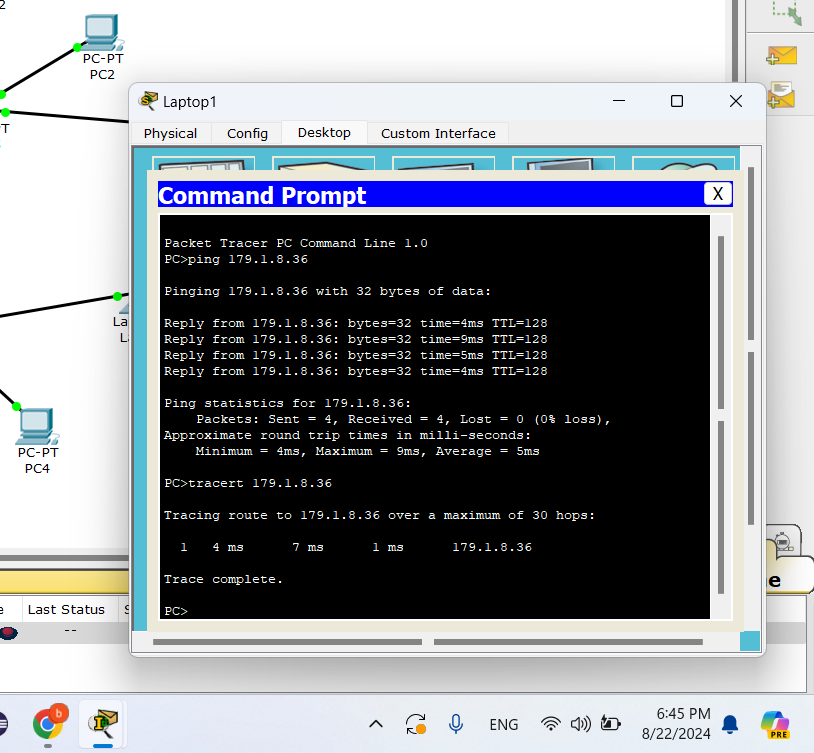 2
PC-PT
PC2
T
Laptop1
Physical Config Desktop Custom Interface
Command Prompt X
Packet Tracer PC Command Line 1.0
PC>ping 179.1.8.36
Pinging 179.1.8.36 with 32 bytes of data:
Reply from 179.1.8.36: bytes=32 time=4ms TTL=128
Reply from 179.1.8.36: bytes=32 time=9ms TTL=128
Reply from 179.1.8.36: bytes=32 time=5ms TTL=128
Reply from 179.1.8.36: bytes=32 time=4ms TTL=128
Ping statistics for 179.1.8.36:
Packets: Sent = 4, Received = 4, Lost = 0 (0% loss),
Approximate round trip times in milli-seconds:
Minimum = 4ms, Maximum = 9ms, Average = 5ms
PC>tracert 179.1.8.36
Tracing route to 179.1.8.36 over a maximum of 30 hops:
1 4 ms 7 ms 1 ms 179.1.8.36
Trace complete.
PC>
La
L
PC-PT
PC4
e
e Last Status S
--
b
ENG
6:45 PM
8/22/2024
PRE